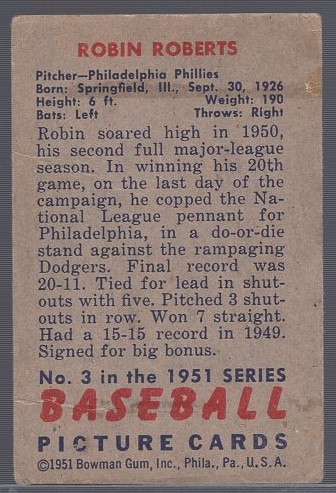 ROBIN ROBERTS
Pitcher—Philadelphia Phillies
Born: Springfield, Ill., Sept. 30, 1926
Height: 6 ft. Weight: 190
Bats: Left Throws: Right
Robin soared high in 1950,
his second full major-league
season. In winning his 20th
game, on the last day of the
campaign, he copped the Na-
tional League pennant for
Philadelphia, in a do-or-die
stand against the rampaging
Dodgers. Final record was
20-11. Tied for lead in shut-
outs with five. Pitched 3 shut-
outs in row. Won 7 straight.
Had a 15-15 record in 1949.
Signed for big bonus.
No. 3 in the 1951 SERIES
BASEBALL
PICTURE CARDS
©1951 Bowman Gum, Inc., Phila., Pa., U.S.A.